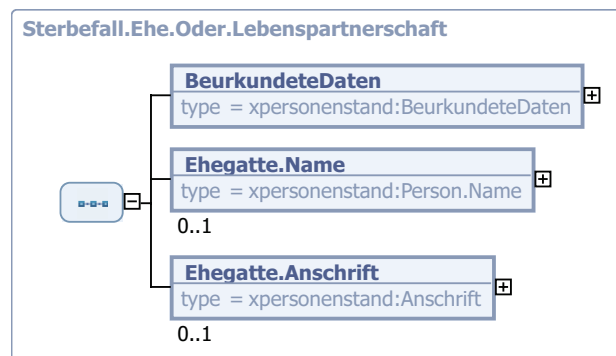 Sterbefall.Ehe.Oder.Lebenspartnerschaft
BeurkundeteDaten
type = xpersonenstand:BeurkundeteDaten
Ehegatte.Name
type = xpersonenstand:Person.Name
0..1
Ehegatte.Anschrift
type = xpersonenstand:Anschrift
0..1